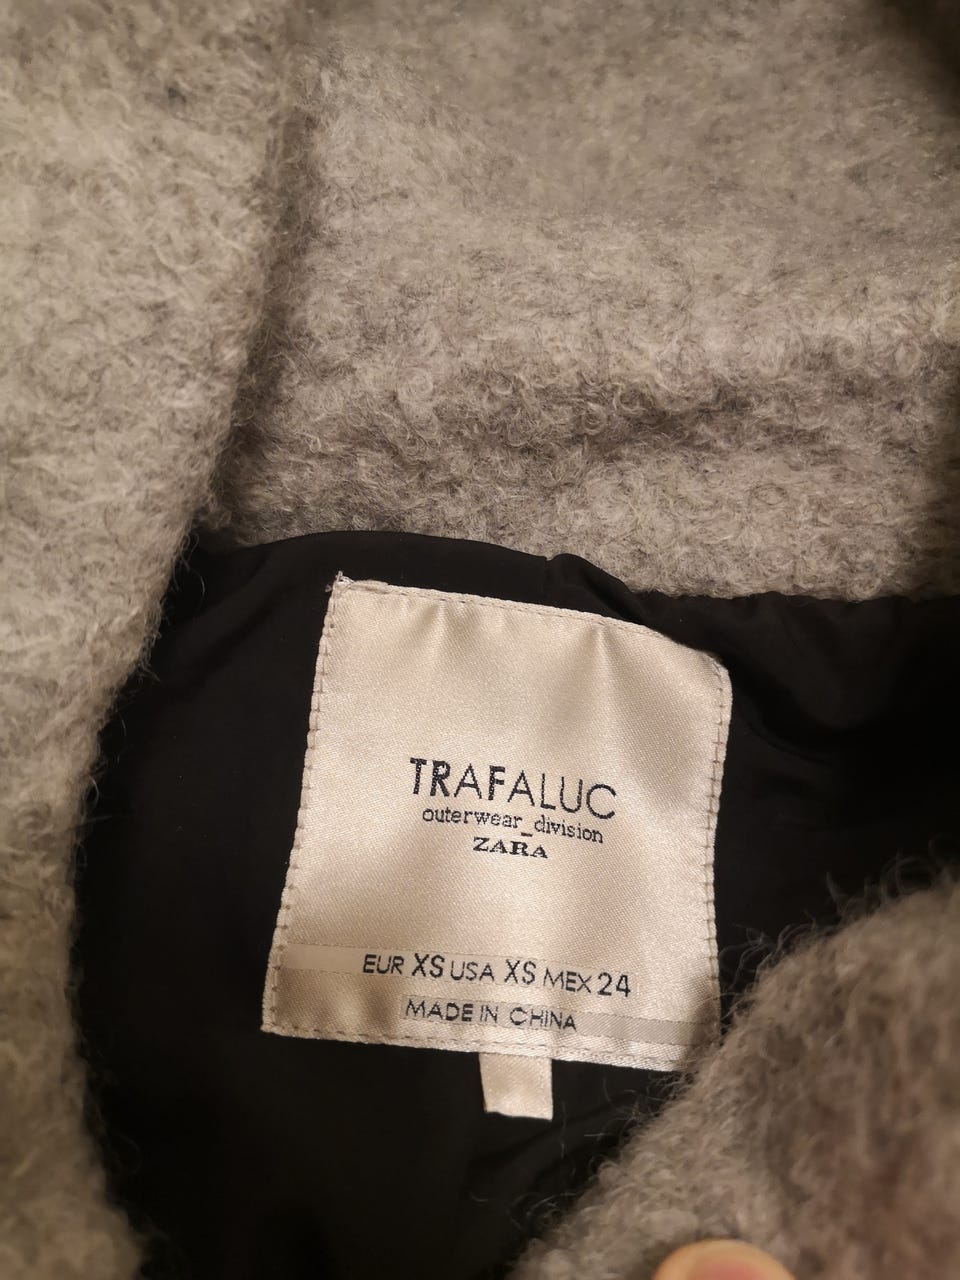 TRAFALUC
outerwear_division
ZARA
EUR XS USA XS MEX 24
MADE IN CHINA